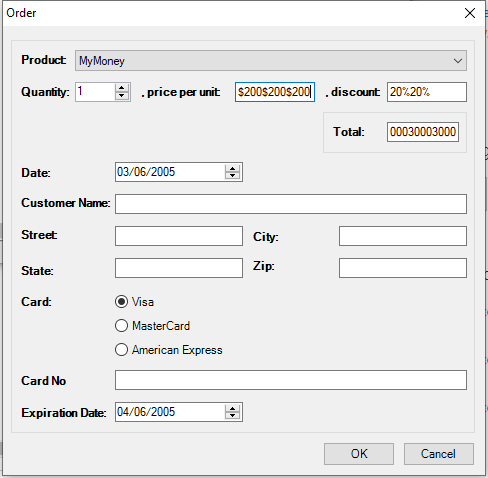 Order
Product: MyMoney
Quantity: 1 , price per unit: $200$200$200 , discount: 20%20%
Total: 00030003000
Date: 03/06/2005
Customer Name:
Street: City:
State: Zip:
Card: Visa
MasterCard
American Express
Card No
Expiration Date: 04/06/2005
OK Cancel